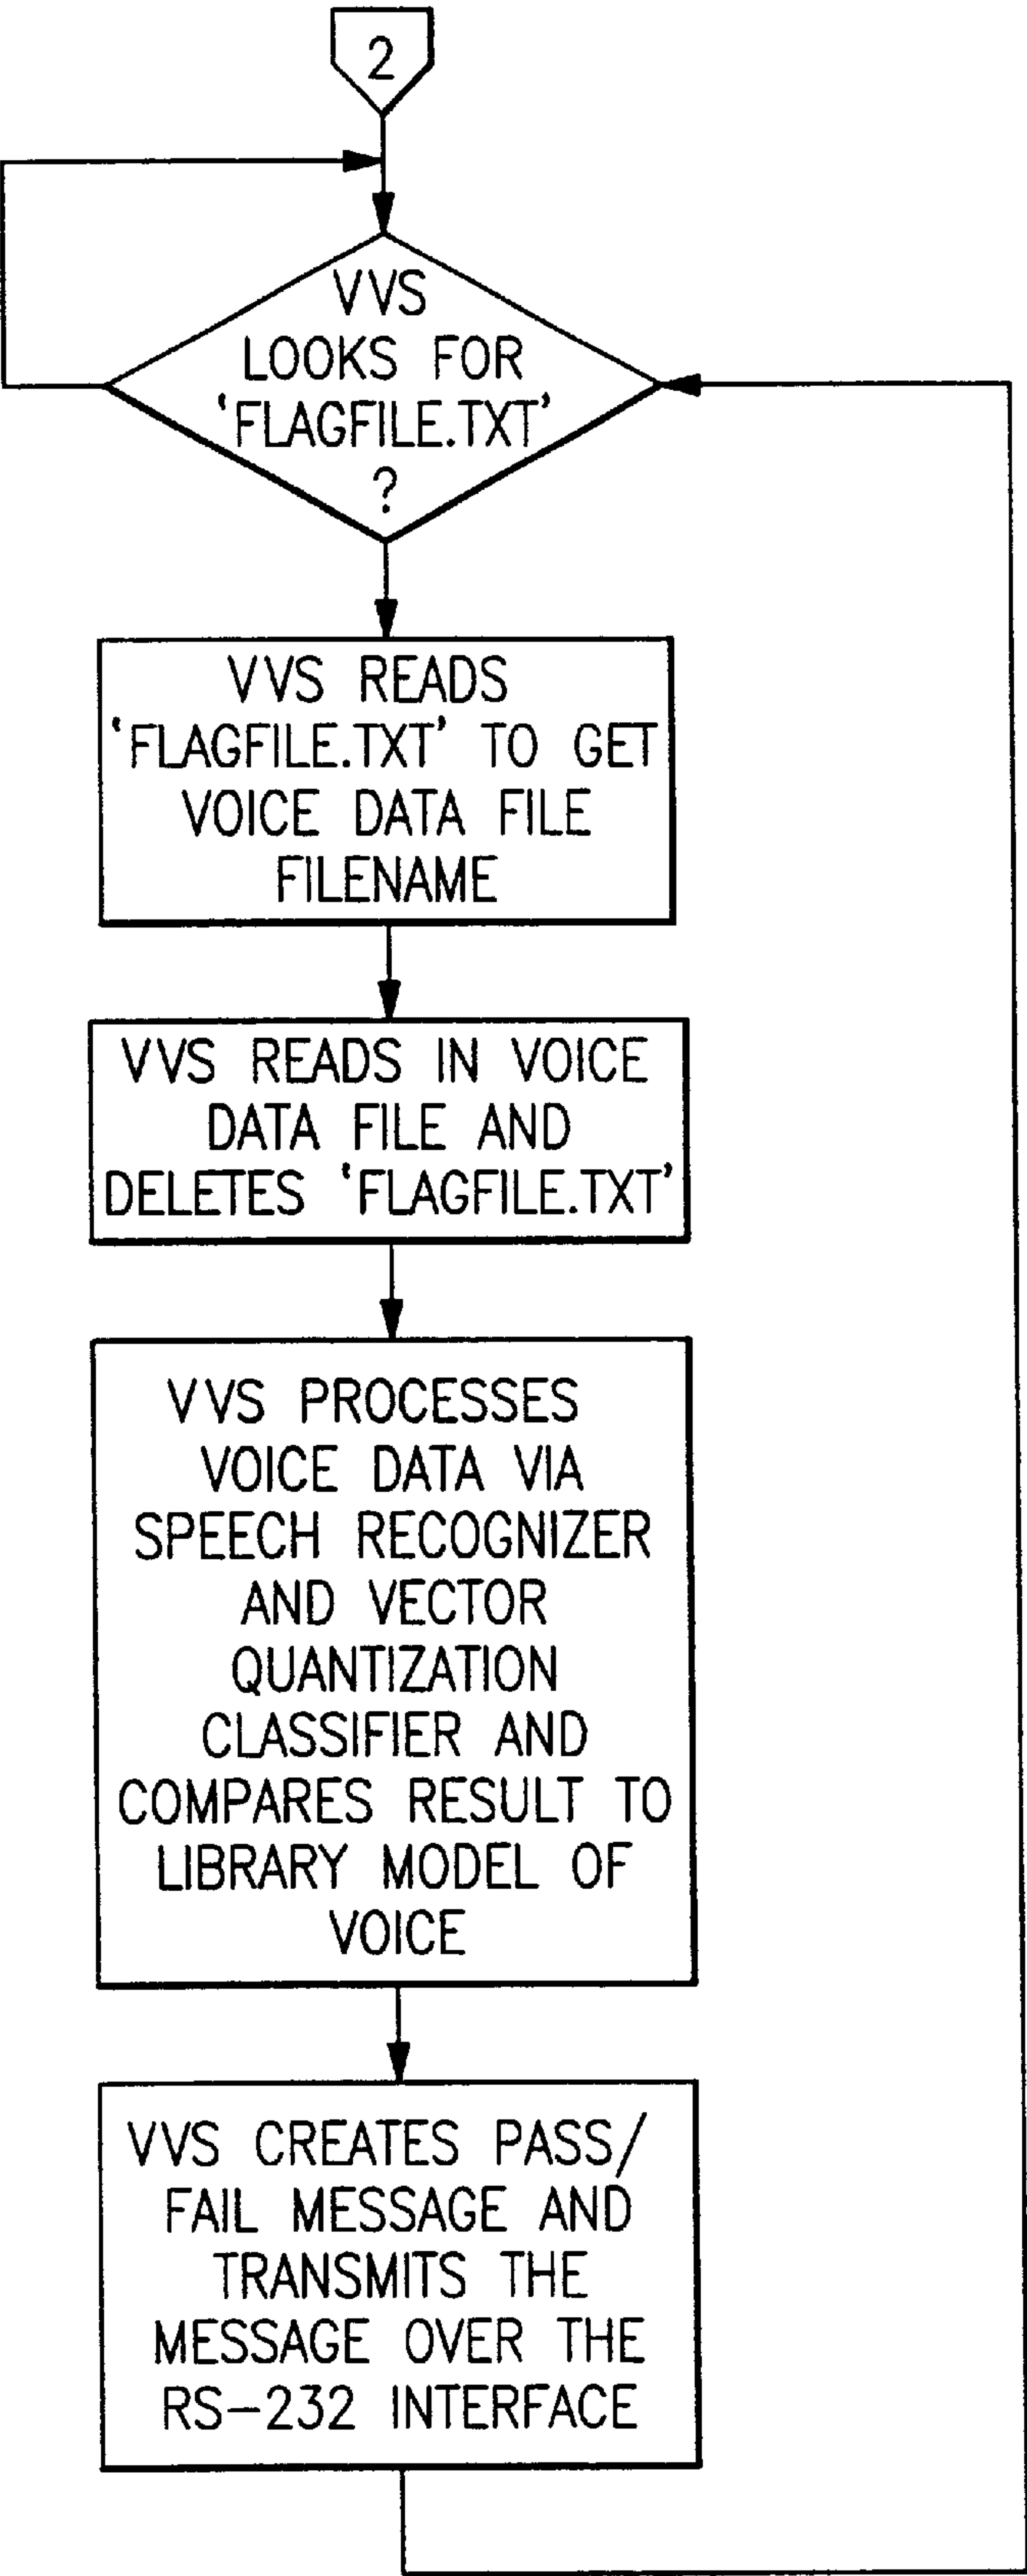 2
VVS
LOOKS FOR
'FLAGFILE.TXT'
?
VVS READS
'FLAGFILE.TXT' TO GET
VOICE DATA FILE
FILENAME
VVS READS IN VOICE
DATA FILE AND
DELETES 'FLAGFILE.TXT'
VVS PROCESSES
VOICE DATA VIA
SPEECH RECOGNIZER
AND VECTOR
QUANTIZATION
CLASSIFIER AND
COMPARES RESULT TO
LIBRARY MODEL OF
VOICE
VVS CREATES PASS/
FAIL MESSAGE AND
TRANSMITS THE
MESSAGE OVER THE
RS-232 INTERFACE